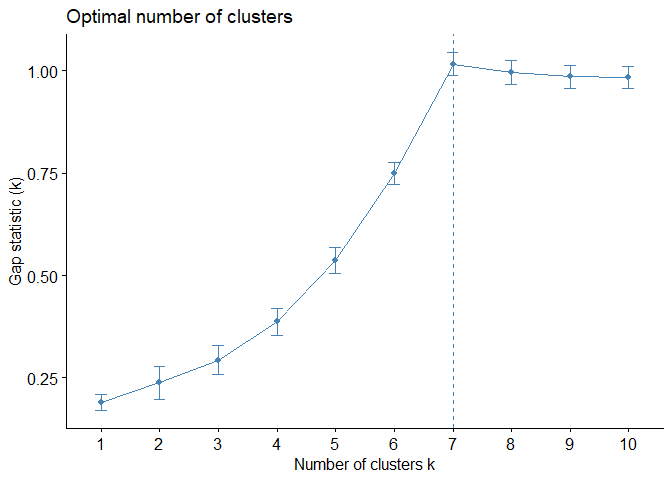 Optimal number of clusters
Gap statistic (k)
1.00
0.75
0.50
0.25
1 2 3 4 5 6 7 8 9 10
Number of clusters k